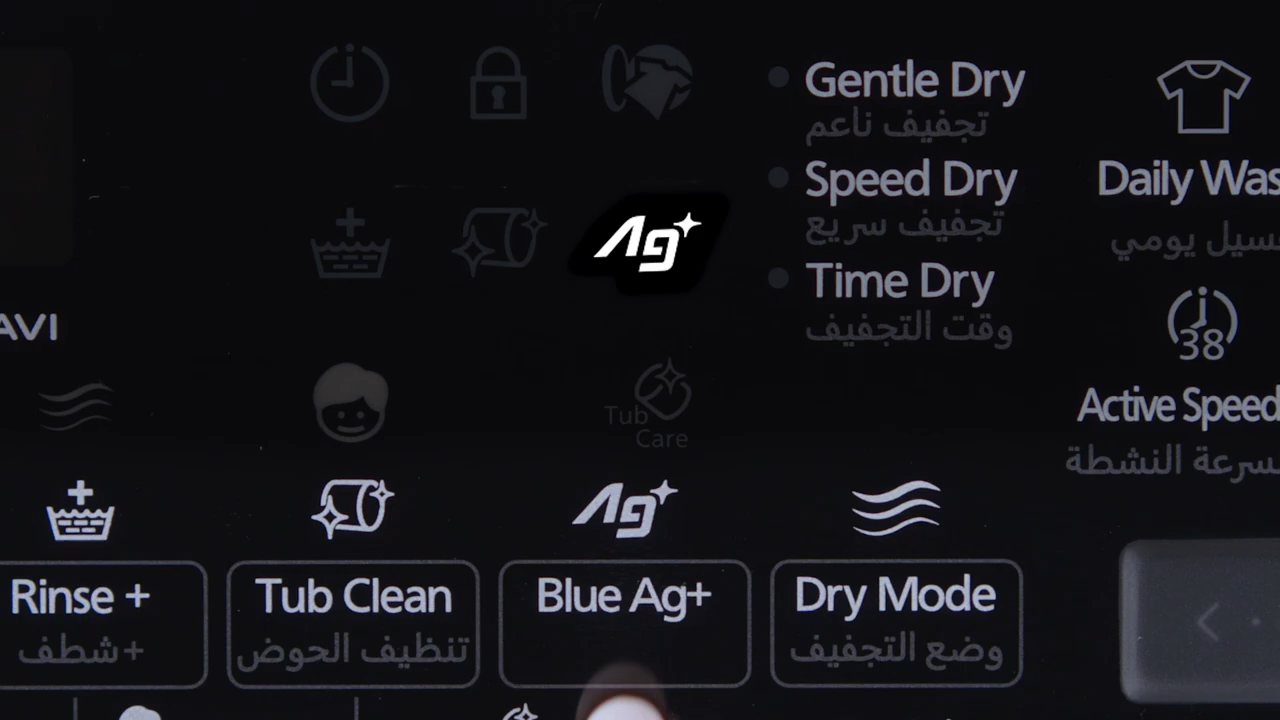 Gentle Dry
تجفيف ناعم
Speed Dry
تجفيف سريع
Time Dry
وقت التجفيف
Ag
Daily Was
سيل يومي
38
Active Speed
سرعة النشطة
AVI
Tub
Care
Ag
Rinse +
شطف+
Tub Clean
تنظيف الحوض
Blue Ag+
Dry Mode
وضع التجفيف